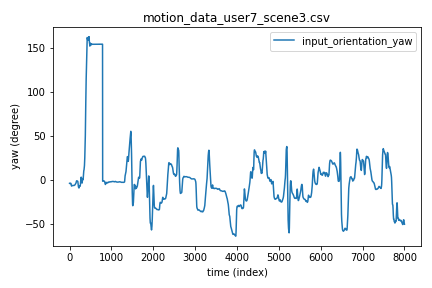 motion_data_user7_scene3.csv
input_orientation_yaw
yaw (degree)
150
100
50
0
−50
0 1000 2000 3000 4000 5000 6000 7000 8000
time (index)